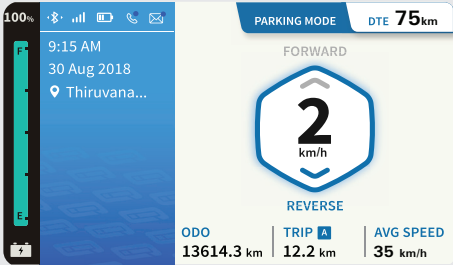 100%
F
E
9:15 AM
30 Aug 2018
Thiruvana...
PARKING MODE
DTE 75km
FORWARD
2
km/h
REVERSE
ODO
13614.3 km
TRIP A
12.2 km
AVG SPEED
35 km/h